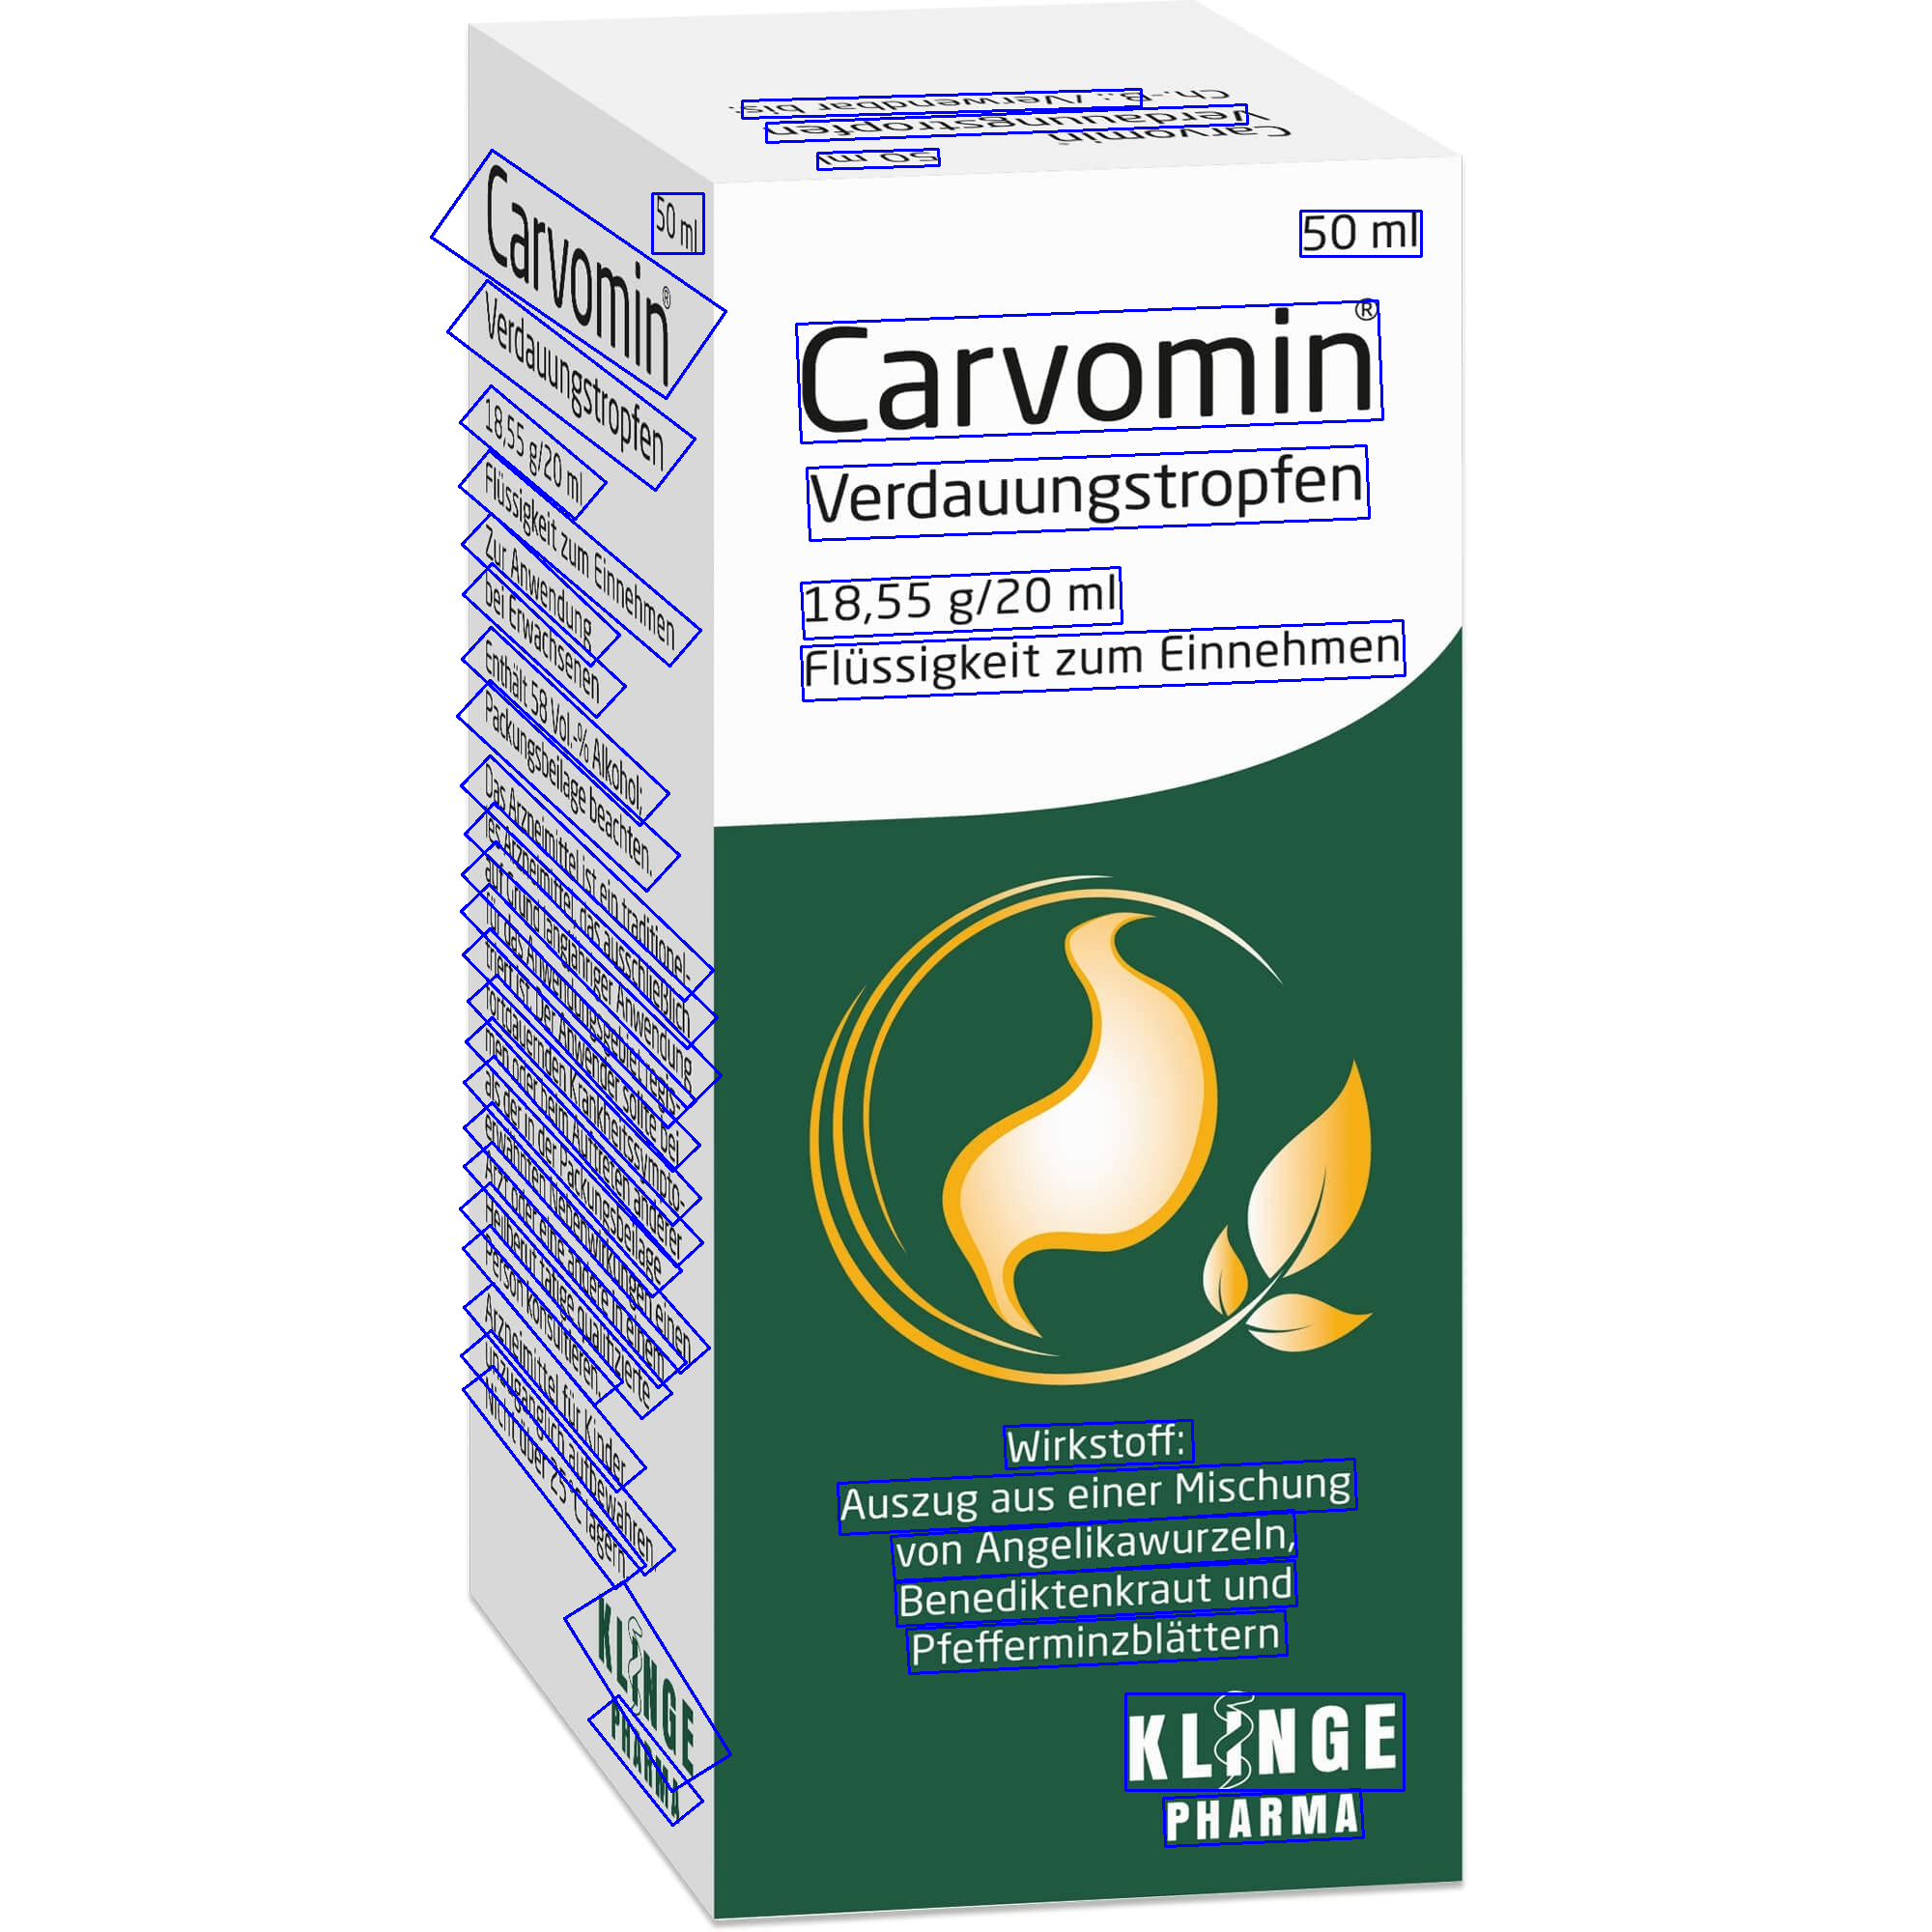 Ch.-B.: /Verwendbar bis:
Carvomin
Verdauungstropfen
50 ml
50 ml
Carvomin®
Verdauungstropfen
18,55 g/20 ml
Flüssigkeit zum Einnehmen
Zur Anwendung
bei Erwachsenen
Enthält 58 Vol.-% Alkohol;
Packungsbeilage beachten.
Das Arzneimittel ist ein traditionel-
les Arzneimittel, das ausschließlich
auf Grund langjähriger Anwendung
für das Anwendungsgebiet regis-
triert ist. Der Anwender sollte bei
fortdauernden Krankheitssympto-
men oder beim Auftreten anderer
als der in der Packungsbeilage
erwähnten Nebenwirkungen einen
Arzt oder eine andere in einem
Heilberuf tätige qualifizierte
Person konsultieren.
Arzneimittel für Kinder
unzugänglich aufbewahren
Nicht über 25 °C lagern
KLINGE
PHARMA
50 ml
Carvomin®
Verdauungstropfen
18,55 g/20 ml
Flüssigkeit zum Einnehmen
Wirkstoff:
Auszug aus einer Mischung
von Angelikawurzeln,
Benediktenkraut und
Pfefferminzblättern
KLINGE
PHARMA